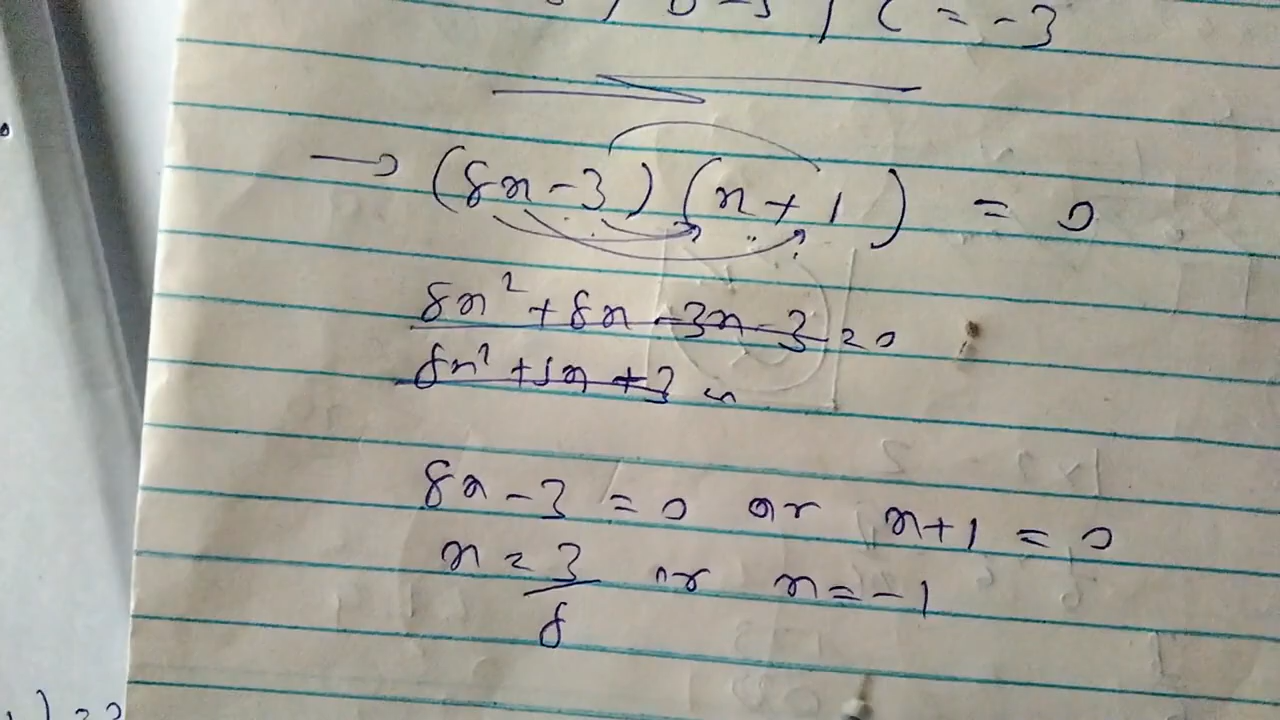 C = -3
→ (8x - 3) (x + 1) = 0
8x² + 8x - 3x - 3 = 0
8x² + 5x + 3
8x - 3 = 0 or x + 1 = 0
x = 3/8 or x = -1